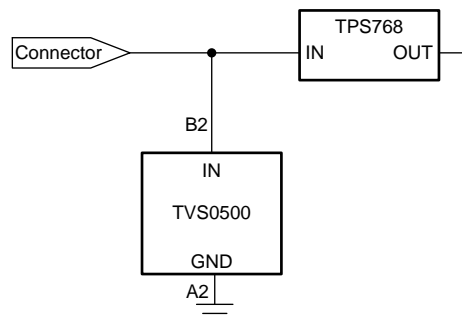 TPS768
Connector
IN
OUT
B2
IN
TVS0500
GND
A2